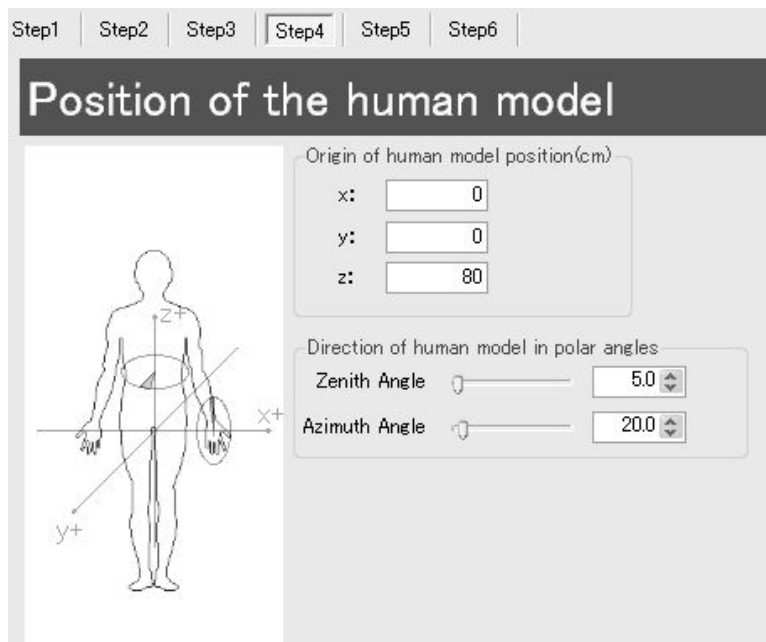 Step1 Step2 Step3 Step4 Step5 Step6
Position of the human model
Origin of human model position(cm)
x: 0
y: 0
z: 80
Direction of human model in polar angles
Zenith Angle 5.0
Azimuth Angle 20.0
z+
x+
y+